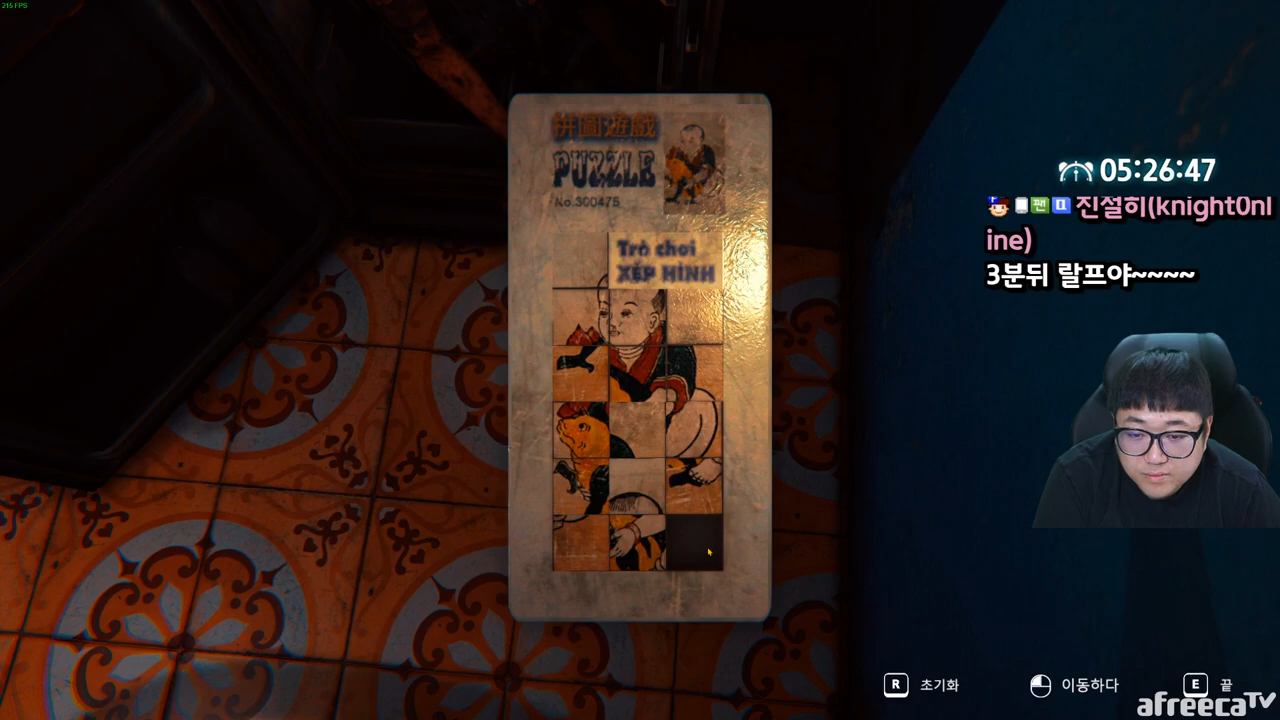 215 FPS
拼圖遊戲
PUZZLE
No.300475
Trò chơi
XẾP HÌNH
05:26:47
팬 진설히(knight0nl
ine)
3분뒤 랄프야~~~~
R 초기화 이동하다 E 끝
afreecaTV